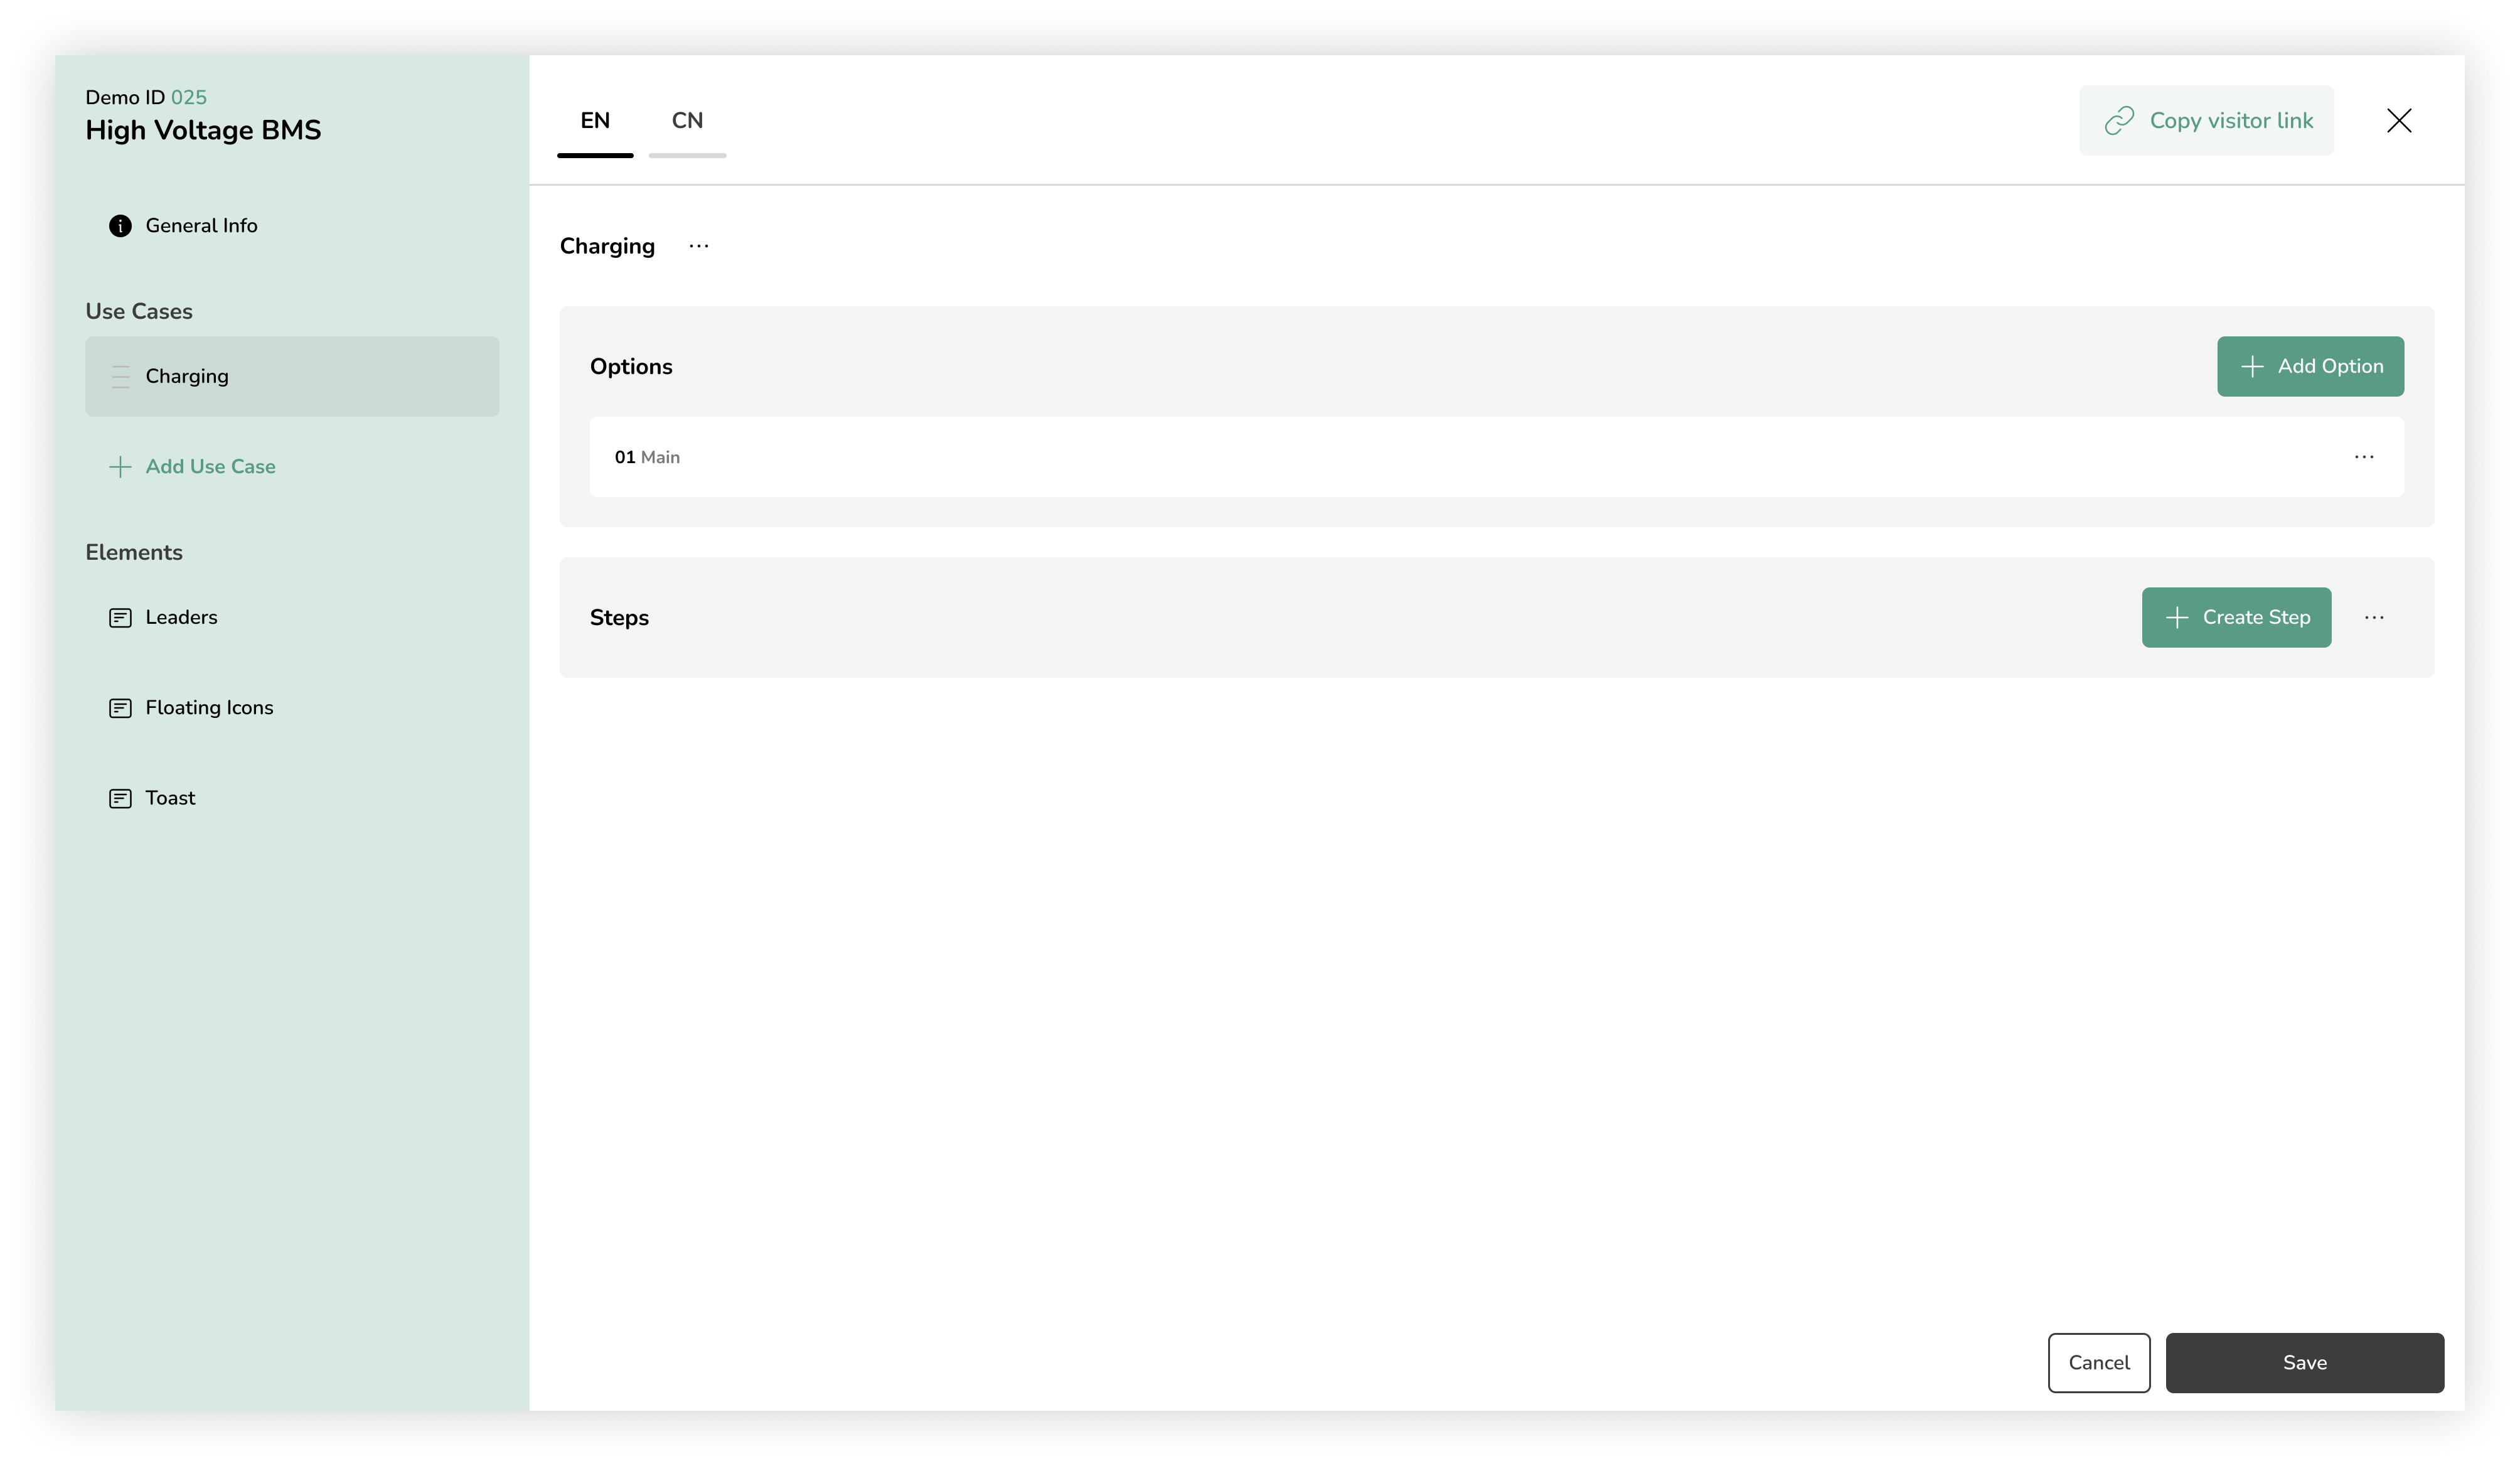 Demo ID 025
High Voltage BMS
General Info
Use Cases
Charging
Add Use Case
Elements
Leaders
Floating Icons
Toast
EN
CN
Copy visitor link
Charging
Options
Add Option
01 Main
Steps
Create Step
Cancel
Save